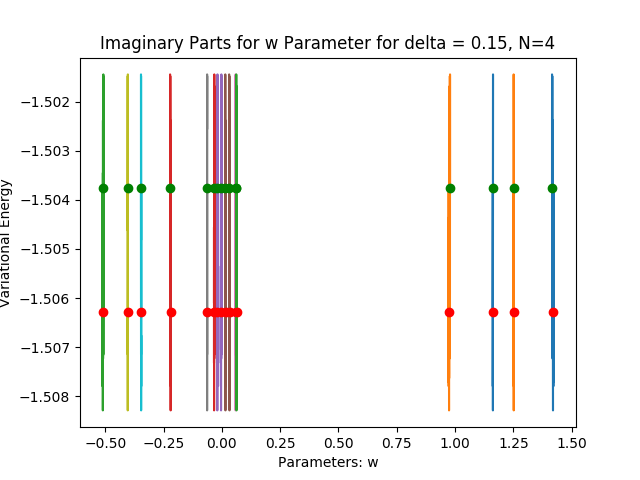 Imaginary Parts for w Parameter for delta = 0.15, N=4
Variational Energy
−1.502
−1.503
−1.504
−1.505
−1.506
−1.507
−1.508
−0.50 −0.25 0.00 0.25 0.50 0.75 1.00 1.25 1.50
Parameters: w